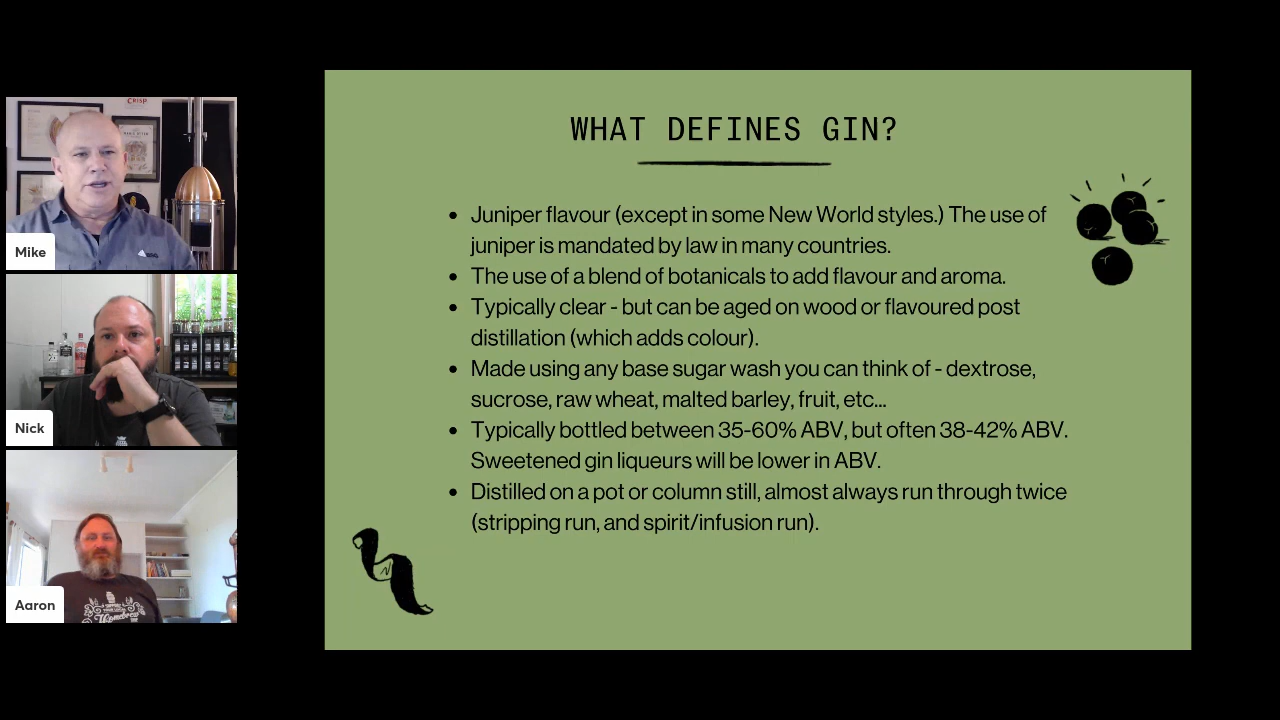 CRISP
Mike
Nick
Aaron
WHAT DEFINES GIN?
• Juniper flavour (except in some New World styles.) The use of
juniper is mandated by law in many countries.
• The use of a blend of botanicals to add flavour and aroma.
• Typically clear - but can be aged on wood or flavoured post
distillation (which adds colour).
• Made using any base sugar wash you can think of - dextrose,
sucrose, raw wheat, malted barley, fruit, etc...
• Typically bottled between 35-60% ABV, but often 38-42% ABV.
Sweetened gin liqueurs will be lower in ABV.
• Distilled on a pot or column still, almost always run through twice
(stripping run, and spirit/infusion run).